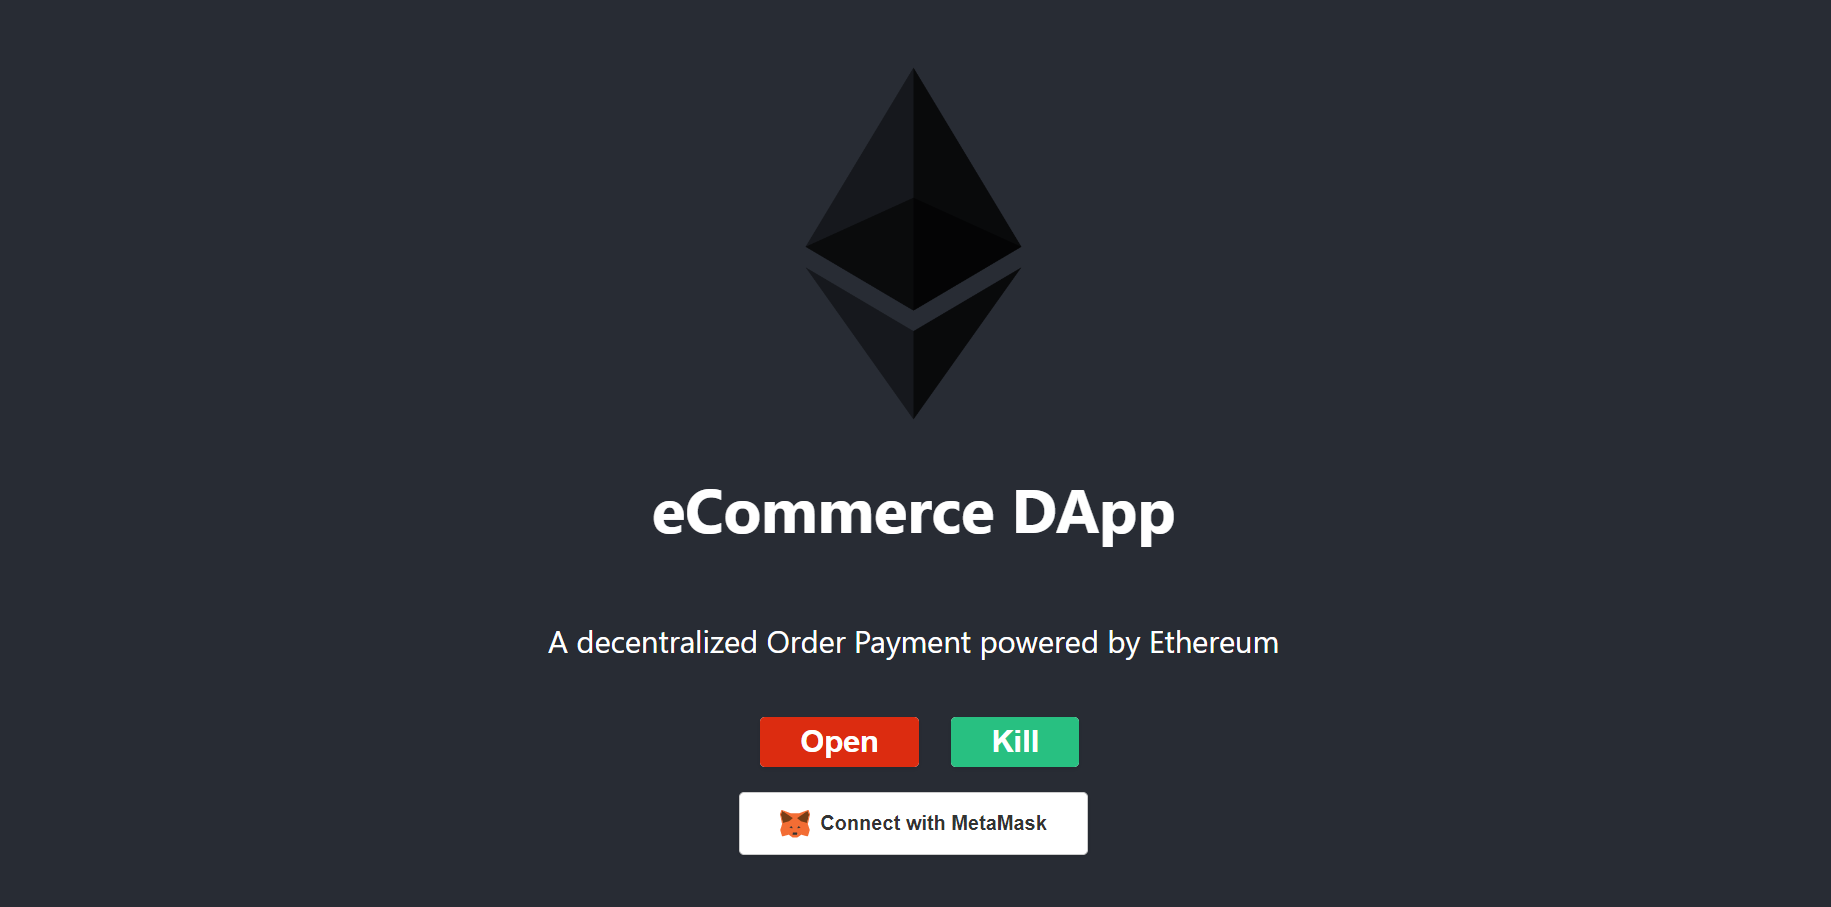 eCommerce DApp
A decentralized Order Payment powered by Ethereum
Open Kill
Connect with MetaMask